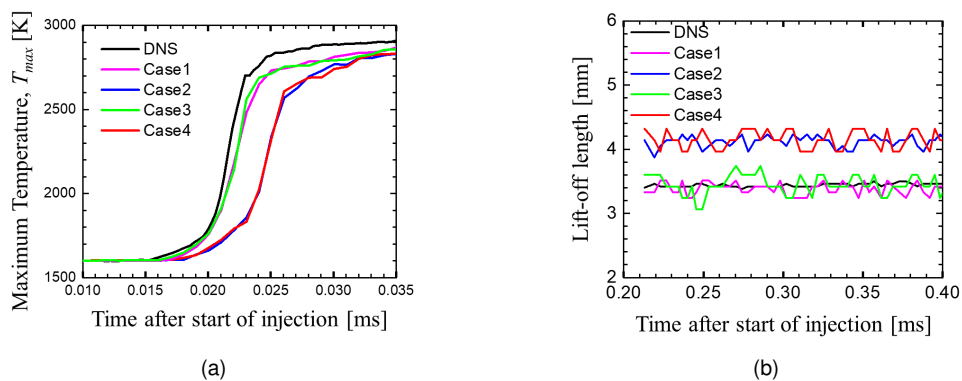 Maximum Temperature, T_max [K]
3000
2500
2000
1500
0.010 0.015 0.020 0.025 0.030 0.035
DNS
Case1
Case2
Case3
Case4
Time after start of injection [ms]
(a)
Lift-off length [mm]
6
5
4
3
2
0.20 0.25 0.30 0.35 0.40
DNS
Case1
Case2
Case3
Case4
Time after start of injection [ms]
(b)